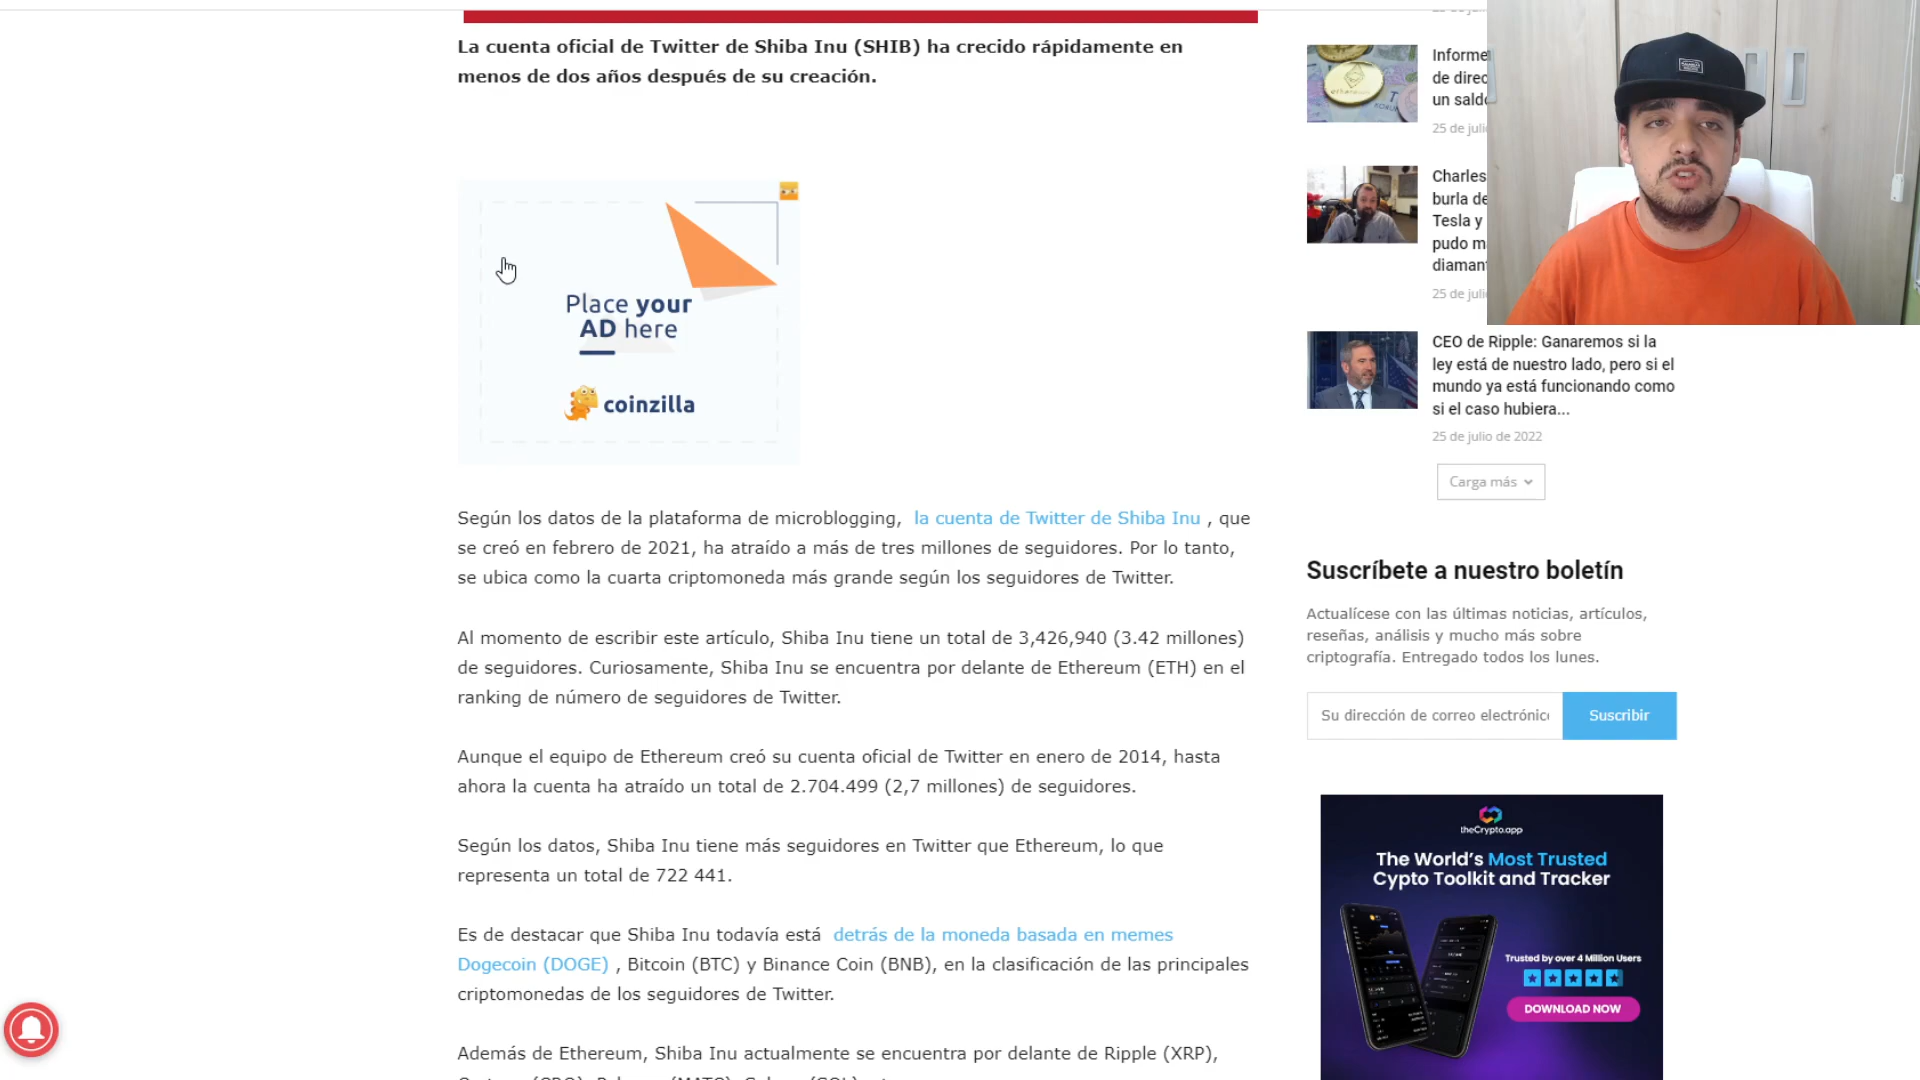 La cuenta oficial de Twitter de Shiba Inu (SHIB) ha crecido rápidamente en
menos de dos años después de su creación.
Place your
AD here
coinzilla
Según los datos de la plataforma de microblogging, la cuenta de Twitter de Shiba Inu , que
se creó en febrero de 2021, ha atraído a más de tres millones de seguidores. Por lo tanto,
se ubica como la cuarta criptomoneda más grande según los seguidores de Twitter.
Al momento de escribir este artículo, Shiba Inu tiene un total de 3,426,940 (3.42 millones)
de seguidores. Curiosamente, Shiba Inu se encuentra por delante de Ethereum (ETH) en el
ranking de número de seguidores de Twitter.
Aunque el equipo de Ethereum creó su cuenta oficial de Twitter en enero de 2014, hasta
ahora la cuenta ha atraído un total de 2.704.499 (2,7 millones) de seguidores.
Según los datos, Shiba Inu tiene más seguidores en Twitter que Ethereum, lo que
representa un total de 722 441.
Es de destacar que Shiba Inu todavía está detrás de la moneda basada en memes
Dogecoin (DOGE) , Bitcoin (BTC) y Binance Coin (BNB), en la clasificación de las principales
criptomonedas de los seguidores de Twitter.
Además de Ethereum, Shiba Inu actualmente se encuentra por delante de Ripple (XRP),
Informe
de direc
un sald
25 de juli
Charles
burla de
Tesla y
pudo m
diaman
25 de juli
CEO de Ripple: Ganaremos si la
ley está de nuestro lado, pero si el
mundo ya está funcionando como
si el caso hubiera...
25 de julio de 2022
Carga más
Suscríbete a nuestro boletín
Actualícese con las últimas noticias, artículos,
reseñas, análisis y mucho más sobre
criptografía. Entregado todos los lunes.
Su dirección de correo electrónic
Suscribir
theCrypto.app
The World's Most Trusted
Cypto Toolkit and Tracker
Trusted by over 4 Million Users
DOWNLOAD NOW